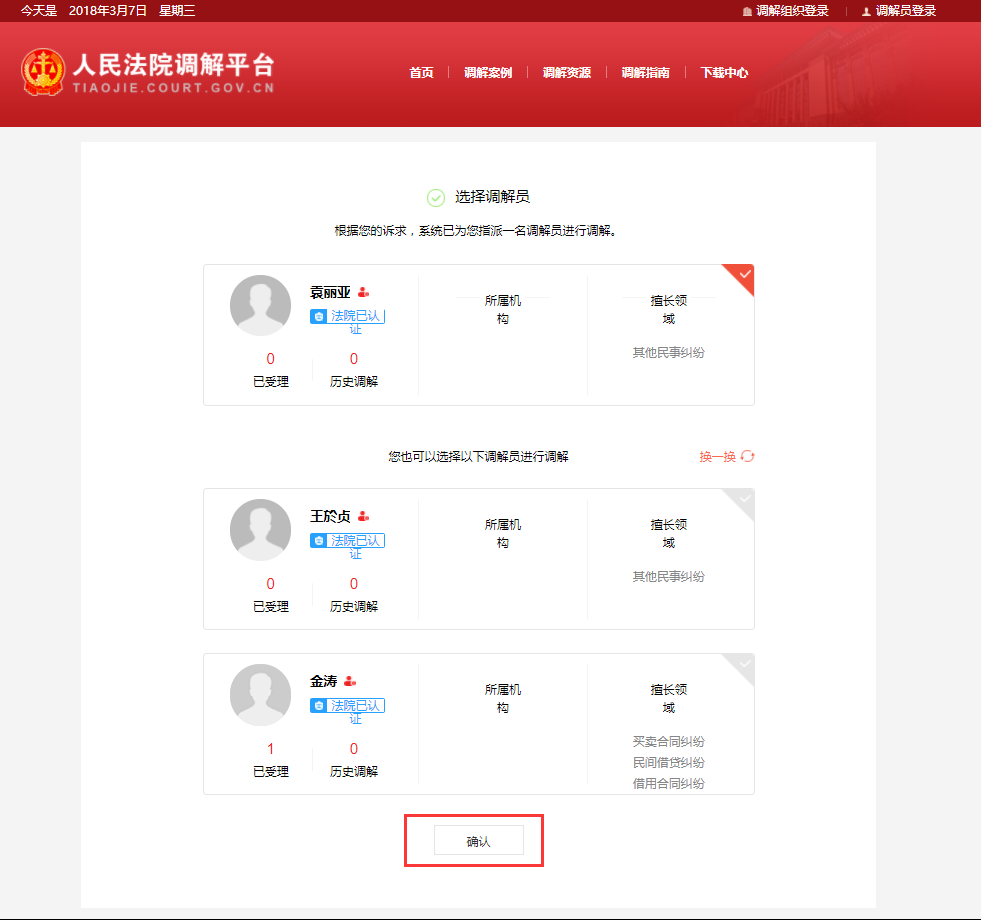 今天是 2018年3月7日 星期三
调解组织登录 | 调解员登录
人民法院调解平台
TIAOJIE.COURT.GOV.CN
首页 | 调解案例 | 调解资源 | 调解指南 | 下载中心
选择调解员
根据您的诉求，系统已为您指派一名调解员进行调解。
袁丽亚
法院已认
证
0
已受理
0
历史调解
所属机
构
擅长领
域
其他民事纠纷
您也可以选择以下调解员进行调解
换一换
王於贞
法院已认
证
0
已受理
0
历史调解
所属机
构
擅长领
域
其他民事纠纷
金涛
法院已认
证
1
已受理
0
历史调解
所属机
构
擅长领
域
买卖合同纠纷
民间借贷纠纷
借用合同纠纷
确认